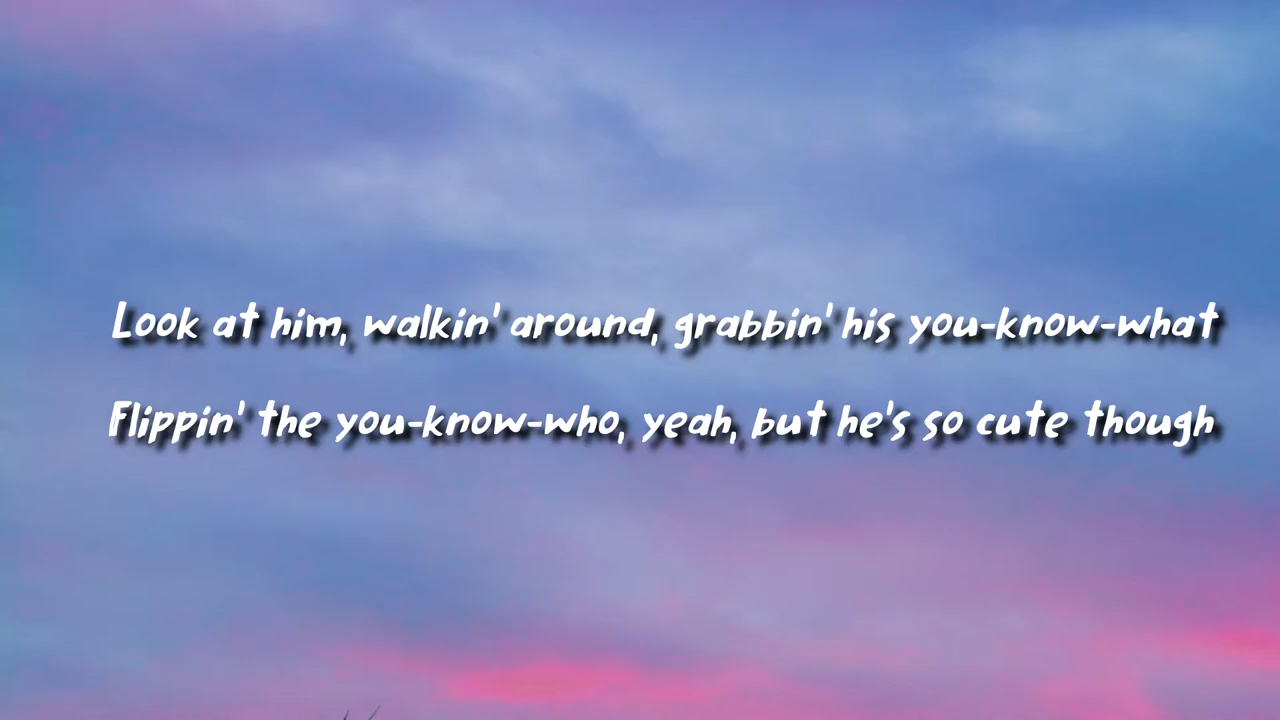 Look at him, walkin' around, grabbin' his you-know-what
Flippin' the you-know-who, yeah, but he's so cute though